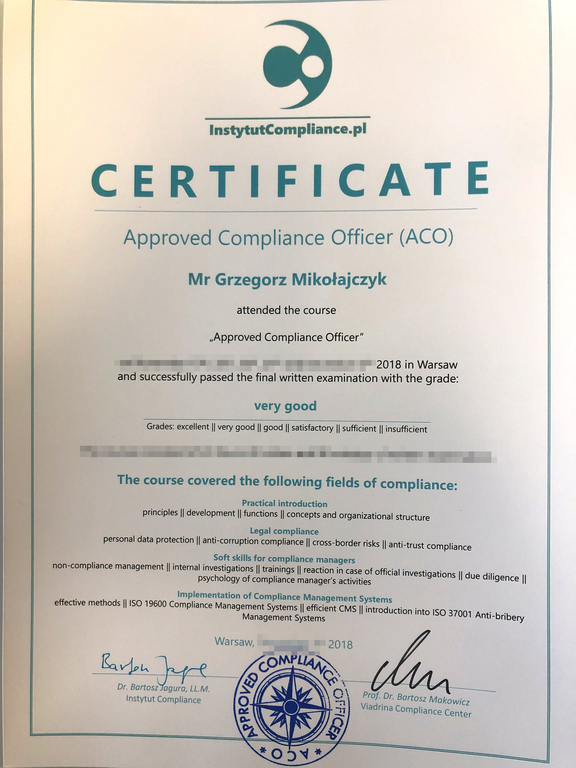 InstytutCompliance.pl
CERTIFICATE
Approved Compliance Officer (ACO)
Mr Grzegorz Mikołajczyk
attended the course
„Approved Compliance Officer"
2018 in Warsaw
and successfully passed the final written examination with the grade:
very good
Grades: excellent || very good || good || satisfactory || sufficient || insufficient
The course covered the following fields of compliance:
Practical introduction
principles || development || functions || concepts and organizational structure
Legal compliance
personal data protection || anti-corruption compliance || cross-border risks || anti-trust compliance
Soft skills for compliance managers
non-compliance management || internal investigations || trainings || reaction in case of official investigations || due diligence ||
psychology of compliance manager's activities
Implementation of Compliance Management Systems
effective methods || ISO 19600 Compliance Management Systems || efficient CMS || introduction into ISO 37001 Anti-bribery
Management Systems
Warsaw, 2018
Dr. Bartosz Jagura, LL.M.
Instytut Compliance
Prof. Dr. Bartosz Makowicz
Viadrina Compliance Center
APPROVED COMPLIANCE OFFICER
* ACO *